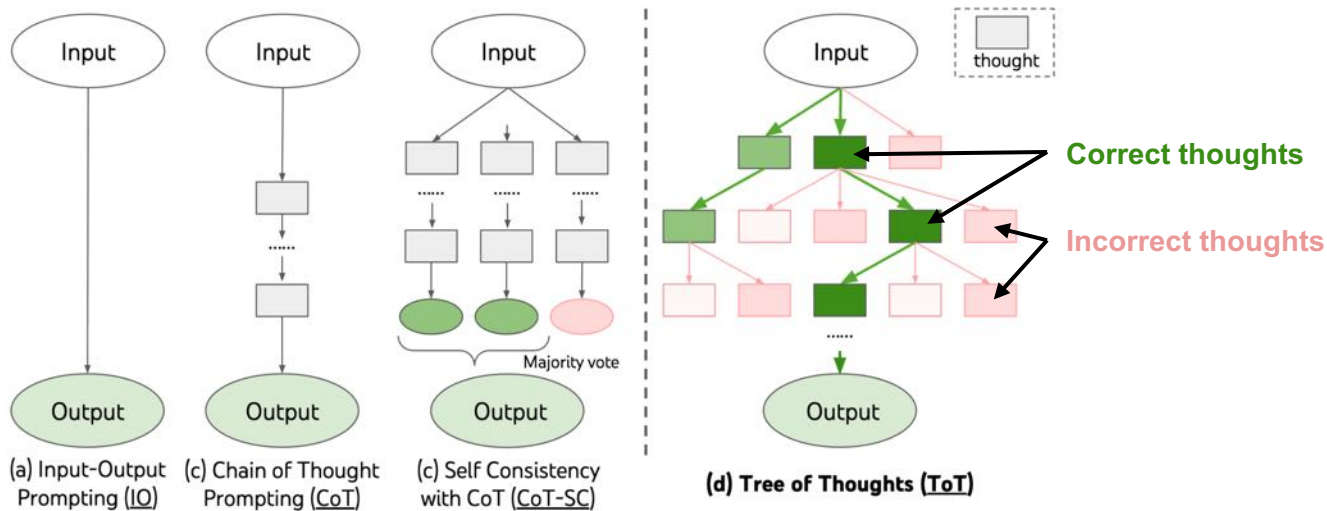 Input
Output
(a) Input-Output
Prompting (IO)
Input
......
Output
(c) Chain of Thought
Prompting (CoT)
Input
......
......
......
Majority vote
Output
(c) Self Consistency
with CoT (CoT-SC)
Input
thought
Correct thoughts
Incorrect thoughts
......
Output
(d) Tree of Thoughts (ToT)